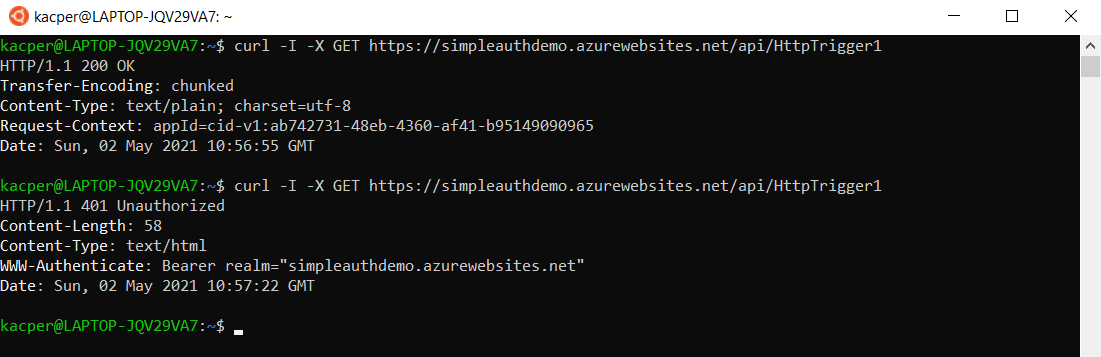 kacper@LAPTOP-JQV29VA7: ~
kacper@LAPTOP-JQV29VA7:~$ curl -I -X GET https://simpleauthdemo.azurewebsites.net/api/HttpTrigger1
HTTP/1.1 200 OK
Transfer-Encoding: chunked
Content-Type: text/plain; charset=utf-8
Request-Context: appId=cid-v1:ab742731-48eb-4360-af41-b95149090965
Date: Sun, 02 May 2021 10:56:55 GMT
kacper@LAPTOP-JQV29VA7:~$ curl -I -X GET https://simpleauthdemo.azurewebsites.net/api/HttpTrigger1
HTTP/1.1 401 Unauthorized
Content-Length: 58
Content-Type: text/html
WWW-Authenticate: Bearer realm="simpleauthdemo.azurewebsites.net"
Date: Sun, 02 May 2021 10:57:22 GMT
kacper@LAPTOP-JQV29VA7:~$